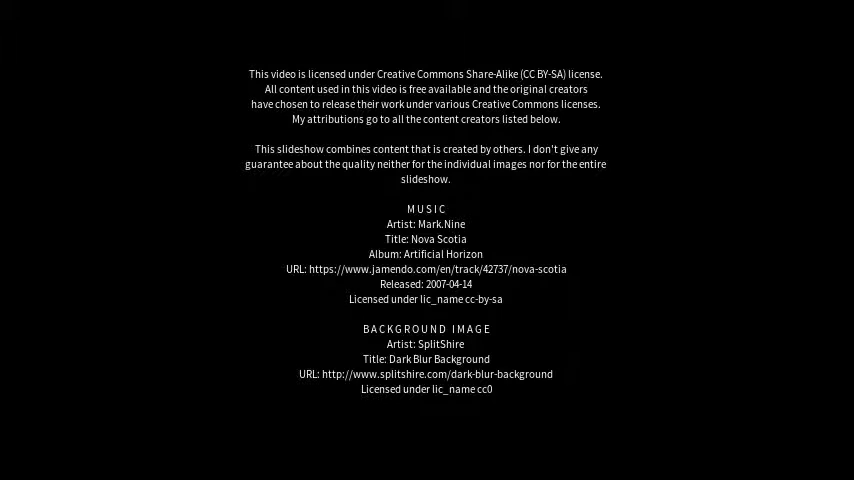 This video is licensed under Creative Commons Share-Alike (CC BY-SA) license.
All content used in this video is free available and the original creators
have chosen to release their work under various Creative Commons licenses.
My attributions go to all the content creators listed below.
This slideshow combines content that is created by others. I don't give any
guarantee about the quality neither for the individual images nor for the entire
slideshow.
MUSIC
Artist: Mark.Nine
Title: Nova Scotia
Album: Artificial Horizon
URL: https://www.jamendo.com/en/track/42737/nova-scotia
Released: 2007-04-14
Licensed under lic_name cc-by-sa
BACKGROUND IMAGE
Artist: SplitShire
Title: Dark Blur Background
URL: http://www.splitshire.com/dark-blur-background
Licensed under lic_name cc0